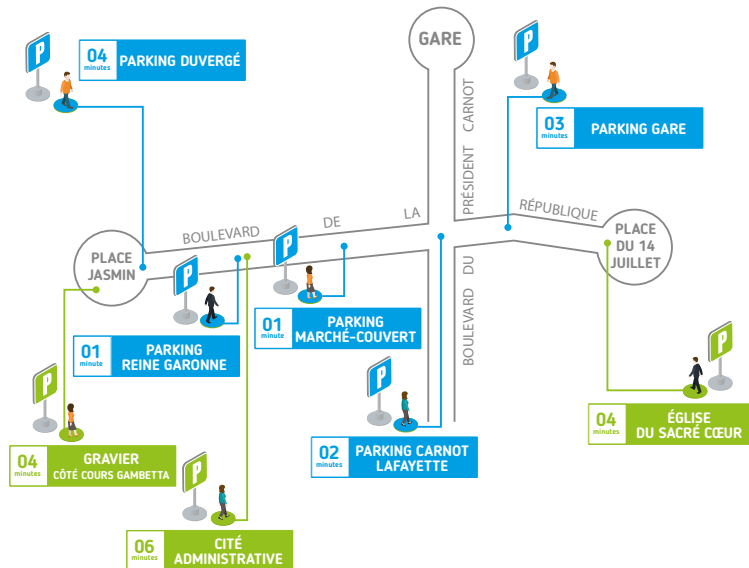 P
04
minutes
PARKING DUVERGÉ
GARE
P
03
minutes
PARKING GARE
BOULEVARD DE LA RÉPUBLIQUE
BOULEVARD DU PRÉSIDENT CARNOT
PLACE
JASMIN
PLACE
DU 14
JUILLET
P
01
minute
PARKING
REINE GARONNE
P
01
minute
PARKING
MARCHÉ-COUVERT
P
04
minutes
GRAVIER
CÔTÉ COURS GAMBETTA
P
02
minutes
PARKING CARNOT
LAFAYETTE
P
04
minutes
ÉGLISE
DU SACRÉ CŒUR
P
06
minutes
CITÉ
ADMINISTRATIVE